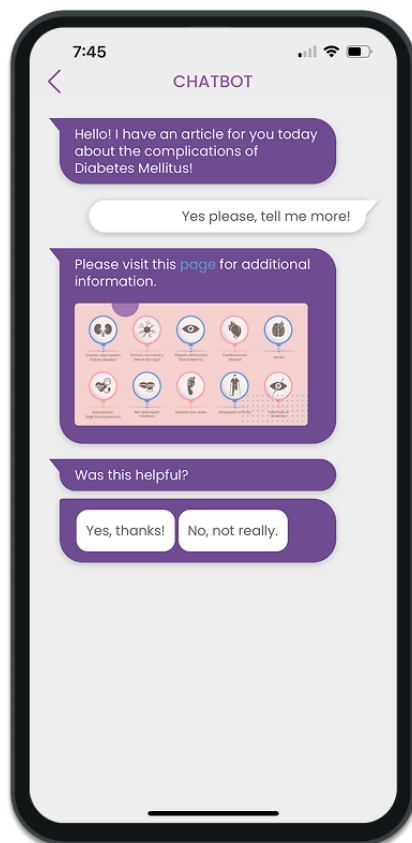 7:45
CHATBOT
Hello! I have an article for you today
about the complications of
Diabetes Mellitus!
Yes please, tell me more!
Please visit this page for additional
information.
Stroke
Was this helpful?
Yes, thanks!
No, not really.